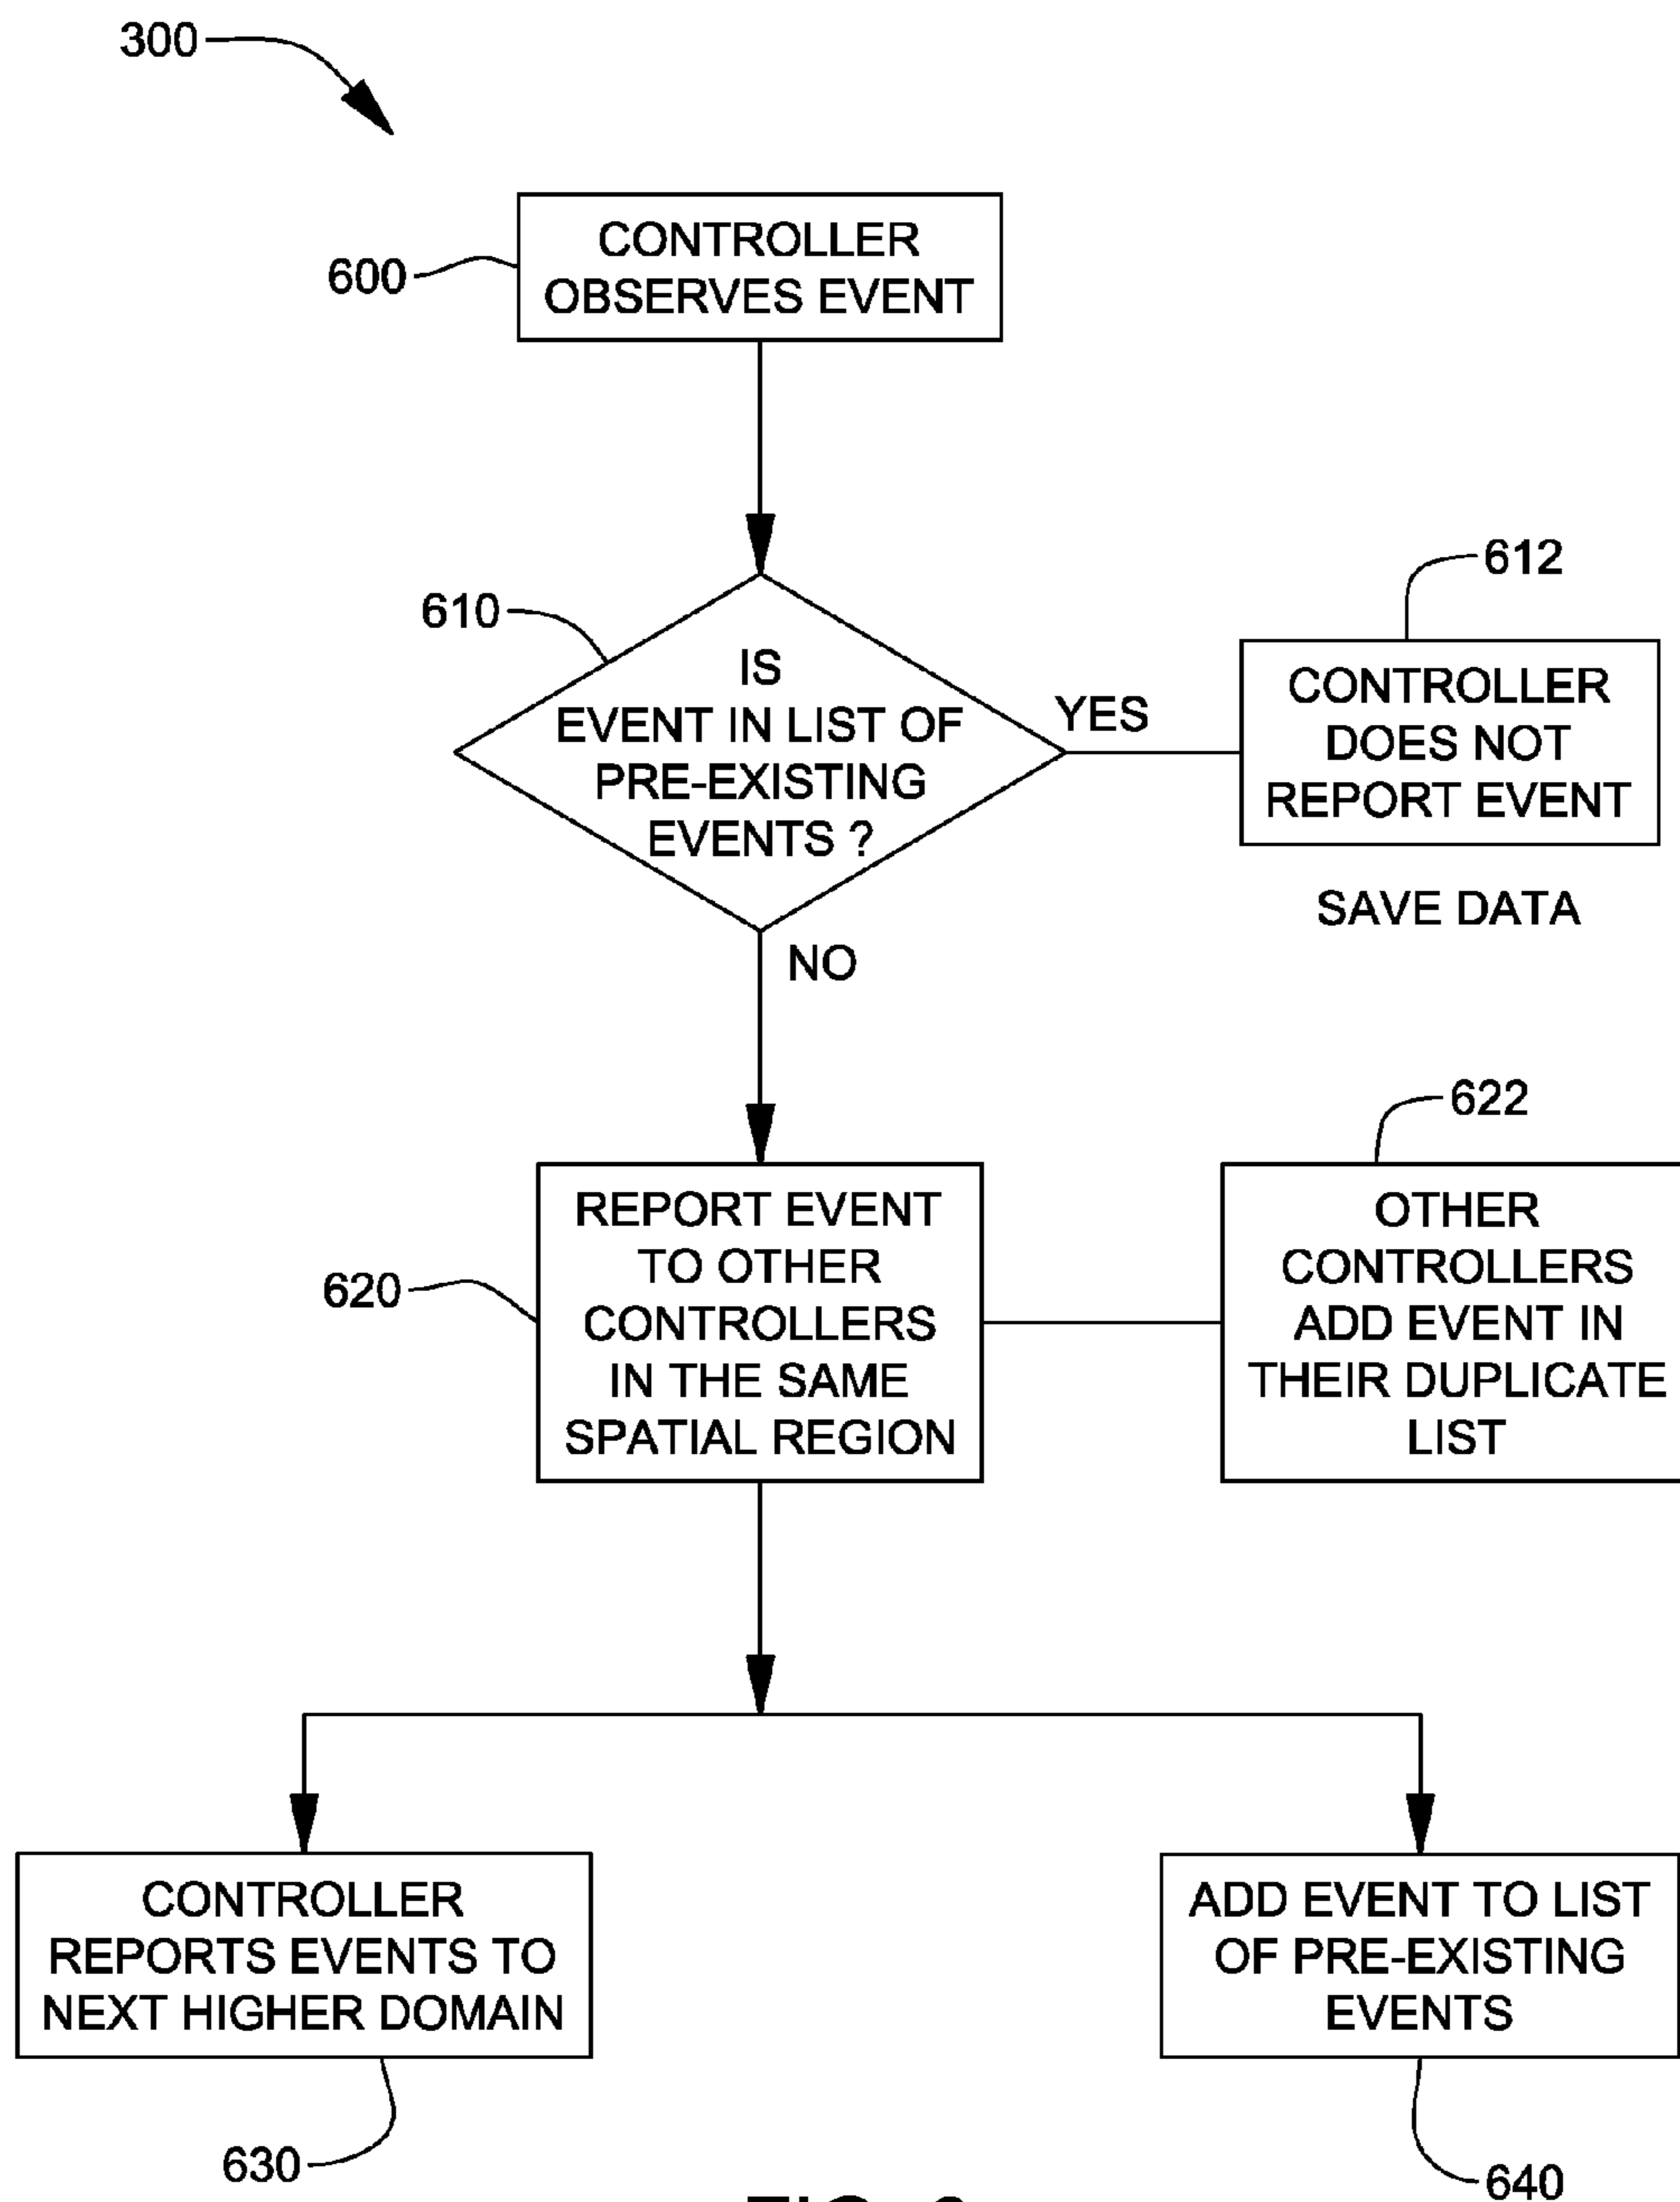 300
600
CONTROLLER
OBSERVES EVENT
610
IS
EVENT IN LIST OF
PRE-EXISTING
EVENTS ?
YES
612
CONTROLLER
DOES NOT
REPORT EVENT
SAVE DATA
NO
620
REPORT EVENT
TO OTHER
CONTROLLERS
IN THE SAME
SPATIAL REGION
622
OTHER
CONTROLLERS
ADD EVENT IN
THEIR DUPLICATE
LIST
CONTROLLER
REPORTS EVENTS TO
NEXT HIGHER DOMAIN
630
ADD EVENT TO LIST
OF PRE-EXISTING
EVENTS
640